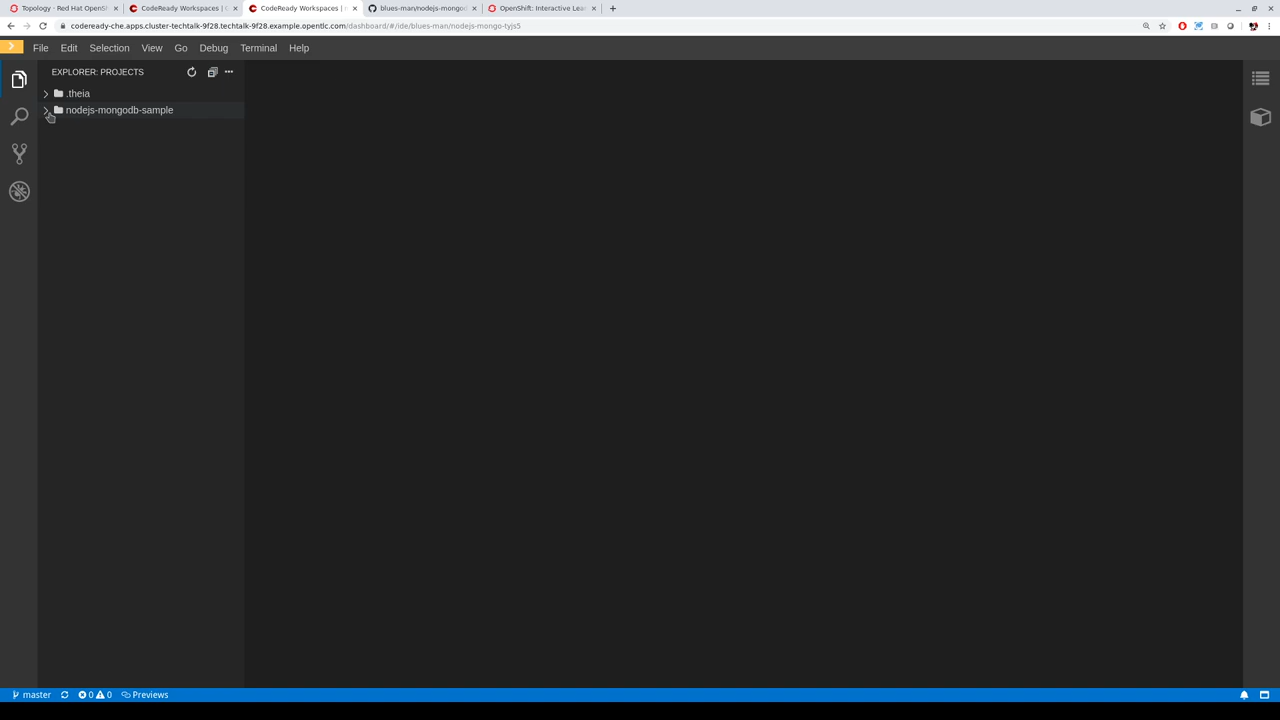 Topology - Red Hat OpenSh
CodeReady Workspaces |
CodeReady Workspaces |
blues-man/nodejs-mongod
OpenShift: Interactive Lear
codeready-che.apps.cluster-techtalk-9f28.techtalk-9f28.example.opentlc.com/dashboard/#/ide/blues-man/nodejs-mongo-tyjs5
File Edit Selection View Go Debug Terminal Help
EXPLORER: PROJECTS
.theia
nodejs-mongodb-sample
master 0 0 Previews